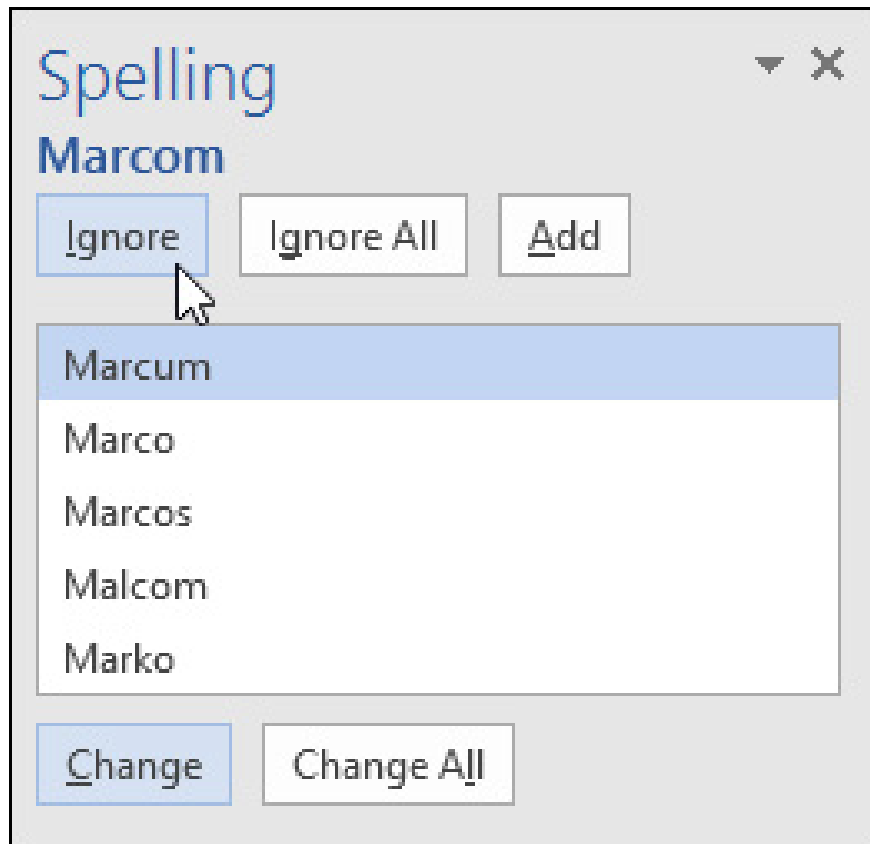 Spelling
Marcom
Ignore Ignore All Add
Marcum
Marco
Marcos
Malcom
Marko
Change Change All